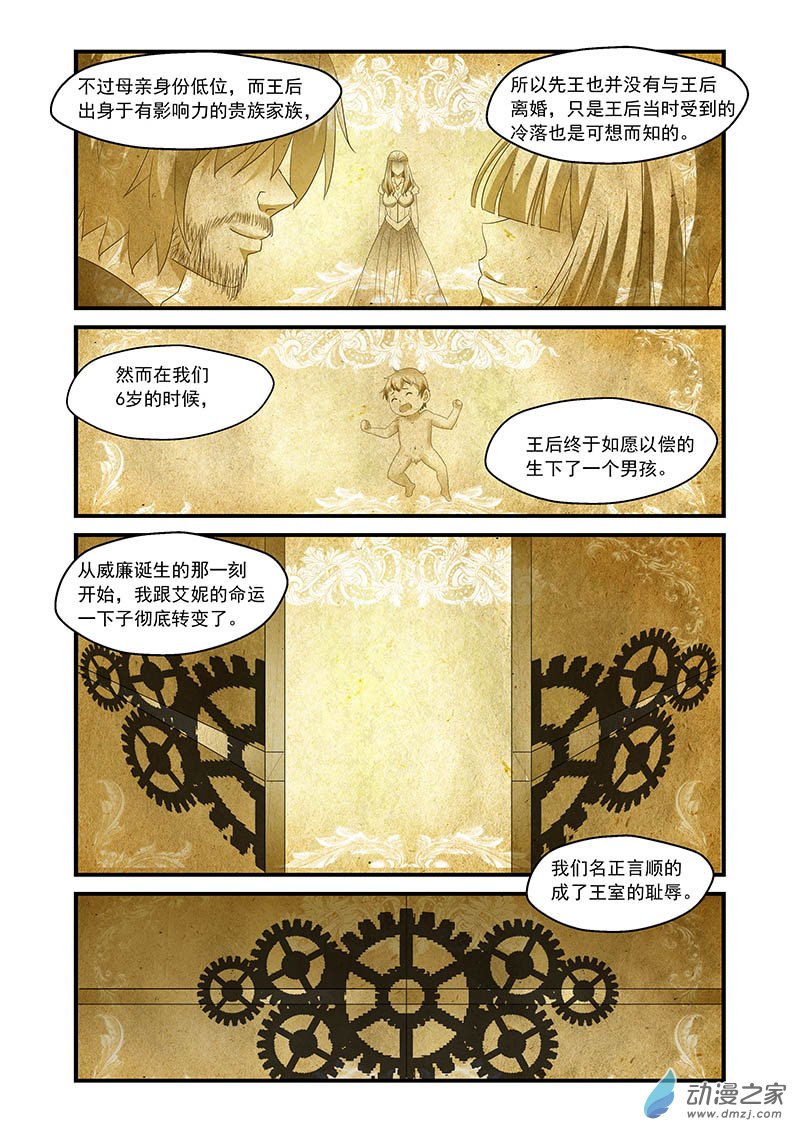 不过母亲身份低位，而王后
出身于有影响力的贵族家族，
所以先王也并没有与王后
离婚，只是王后当时受到的
冷落也是可想而知的。
然而在我们
6岁的时候，
王后终于如愿以偿的
生下了一个男孩。
从威廉诞生的那一刻
开始，我跟艾妮的命运
一下子彻底转变了。
我们名正言顺的
成了王室的耻辱。
动漫之家
www.dmzj.com